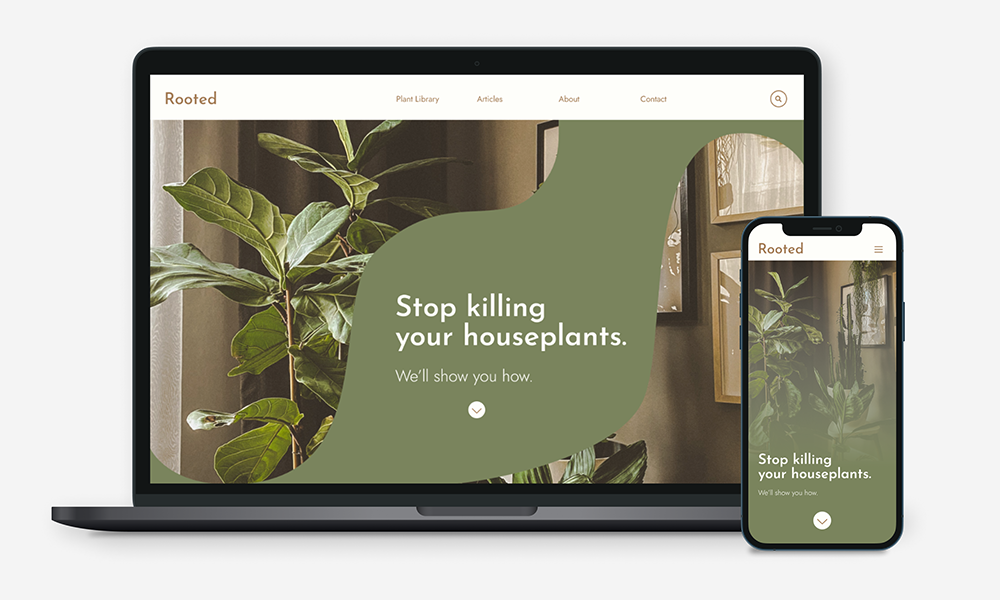 Rooted
Plant Library
Articles
About
Contact
Stop killing
your houseplants.
We'll show you how.
Rooted
Stop killing
your houseplants.
We'll show you how.